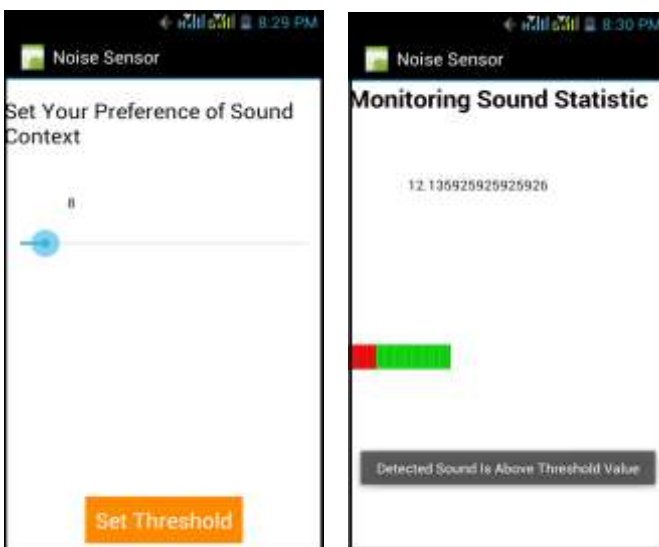 8:29 PM
Noise Sensor
Set Your Preference of Sound
Context
8
Set Threshold
8:30 PM
Noise Sensor
Monitoring Sound Statistic
12.135925925925926
Detected Sound Is Above Threshold Value